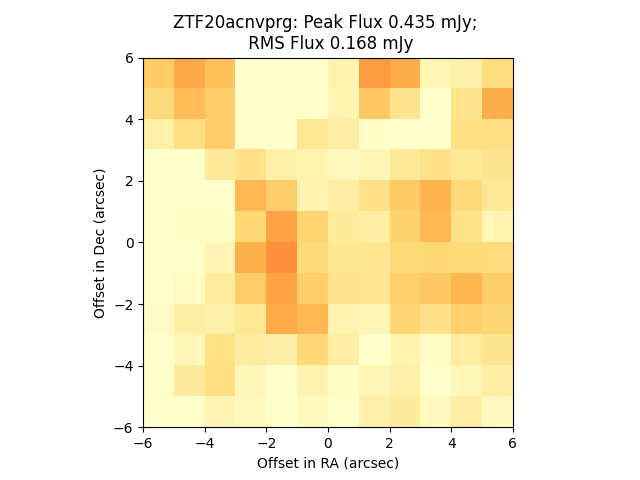 ZTF20acnvprg: Peak Flux 0.435 mJy;
RMS Flux 0.168 mJy
6
4
2
0
−2
−4
−6
Offset in Dec (arcsec)
−6 −4 −2 0 2 4 6
Offset in RA (arcsec)